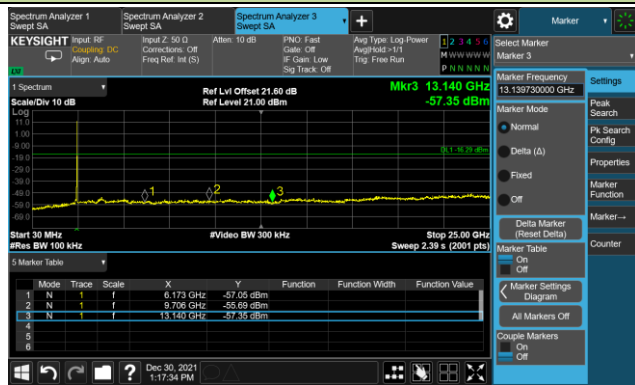 Spectrum Analyzer 1
Swept SA
Spectrum Analyzer 2
Swept SA
Spectrum Analyzer 3
Swept SA
+
Marker
KEYSIGHT
Input: RF
Coupling: DC
Align: Auto
Input Z: 50 Ω
Corrections: Off
Freq Ref: Int (S)
Atten: 10 dB
PNO: Fast
Gate: Off
IF Gain: Low
Sig Track: Off
Avg Type: Log-Power
Avg|Hold:>1/1
Trig: Free Run
1 2 3 4 5 6
M W W W W W
P N N N N N
Select Marker
Marker 3
1 Spectrum
Scale/Div 10 dB
Ref Lvl Offset 21.60 dB
Ref Level 21.00 dBm
Mkr3 13.140 GHz
-57.35 dBm
Log
11.0
1.00
-9.00
-19.0
-29.0
-39.0
-49.0
-59.0
-69.0
DL1 -16.29 dBm
1
2
3
Start 30 MHz
#Res BW 100 kHz
#Video BW 300 kHz
Stop 25.00 GHz
Sweep 2.39 s (2001 pts)
5 Marker Table
Mode Trace Scale X Y Function Function Width Function Value
1 N 1 f 6.173 GHz -57.05 dBm
2 N 1 f 9.706 GHz -55.69 dBm
3 N 1 f 13.140 GHz -57.35 dBm
4
5
6
Marker Frequency
13.139730000 GHz
Marker Mode
Normal
Delta (Δ)
Fixed
Off
Delta Marker
(Reset Delta)
Marker Table
On
Off
Marker Settings
Diagram
All Markers Off
Couple Markers
On
Off
Settings
Peak
Search
Pk Search
Config
Properties
Marker
Function
Marker→
Counter
?
Dec 30, 2021
1:17:34 PM